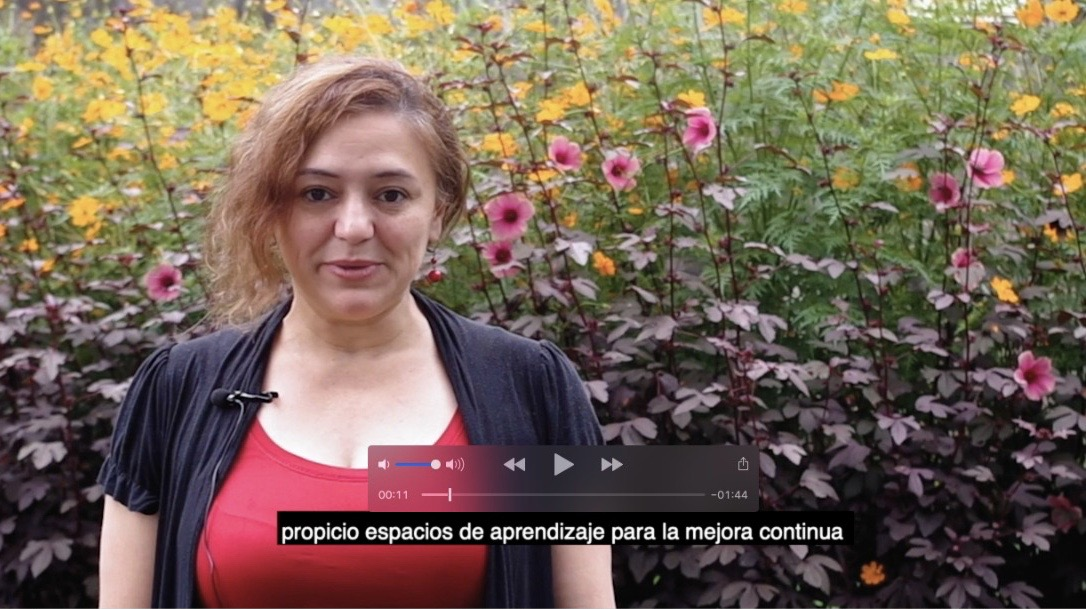 00:11
-01:44
propicio espacios de aprendizaje para la mejora continua